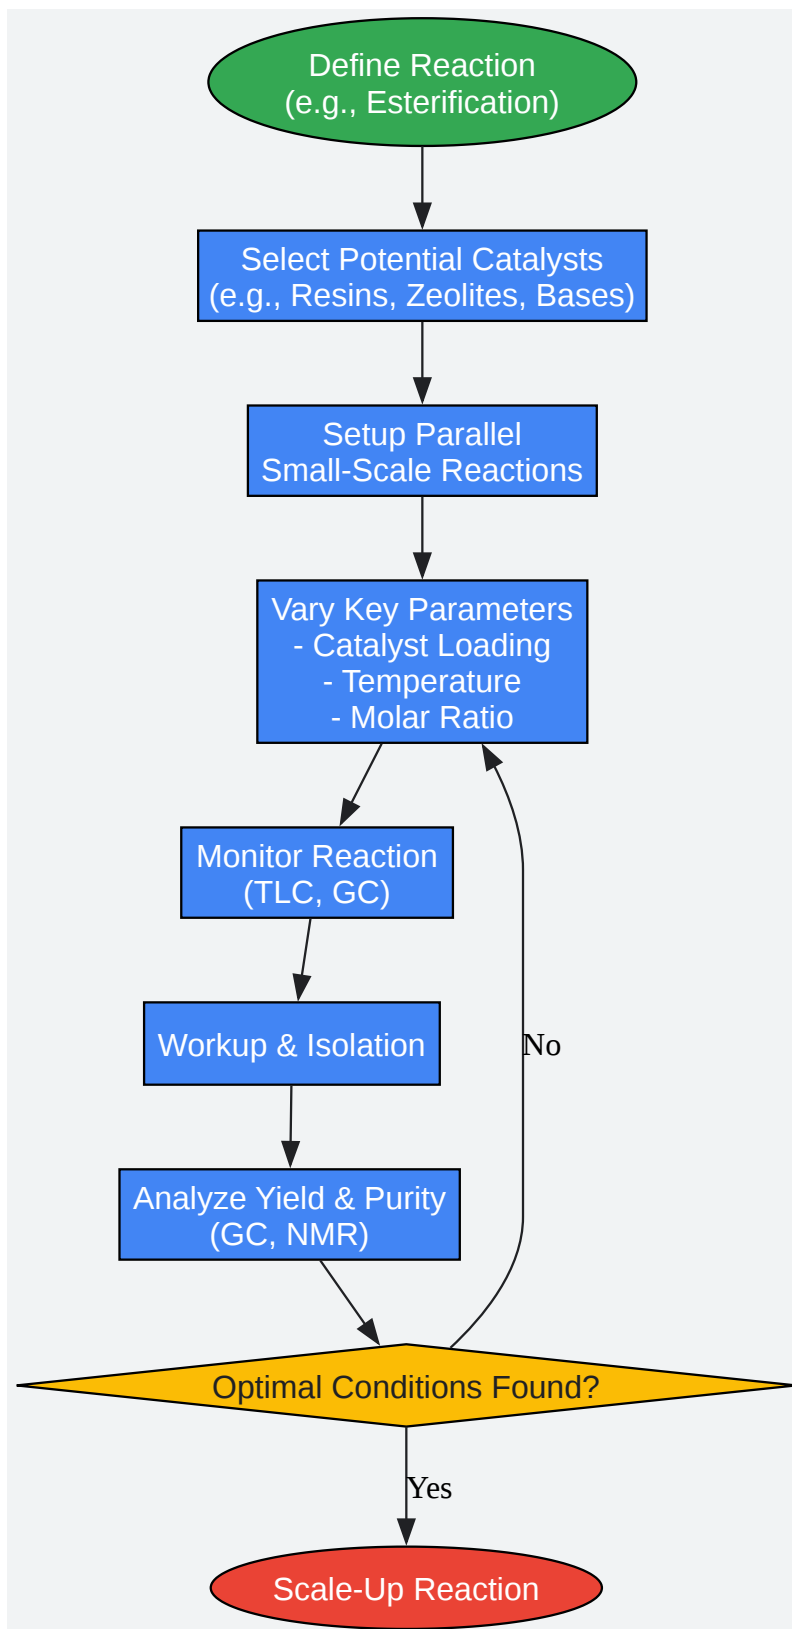 Define Reaction
(e.g., Esterification)
Select Potential Catalysts
(e.g., Resins, Zeolites, Bases)
Setup Parallel
Small-Scale Reactions
Vary Key Parameters
- Catalyst Loading
- Temperature
- Molar Ratio
Monitor Reaction
(TLC, GC)
Workup & Isolation
No
Analyze Yield & Purity
(GC, NMR)
Optimal Conditions Found?
Yes
Scale-Up Reaction